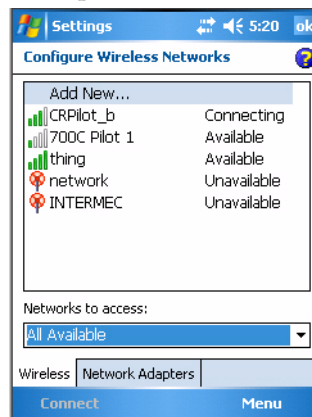 Settings 5:20 ok
Configure Wireless Networks ?
Add New...
CRPilot_b Connecting
700C Pilot 1 Available
thing Available
network Unavailable
INTERMEC Unavailable
Networks to access:
All Available
Wireless Network Adapters
Connect Menu